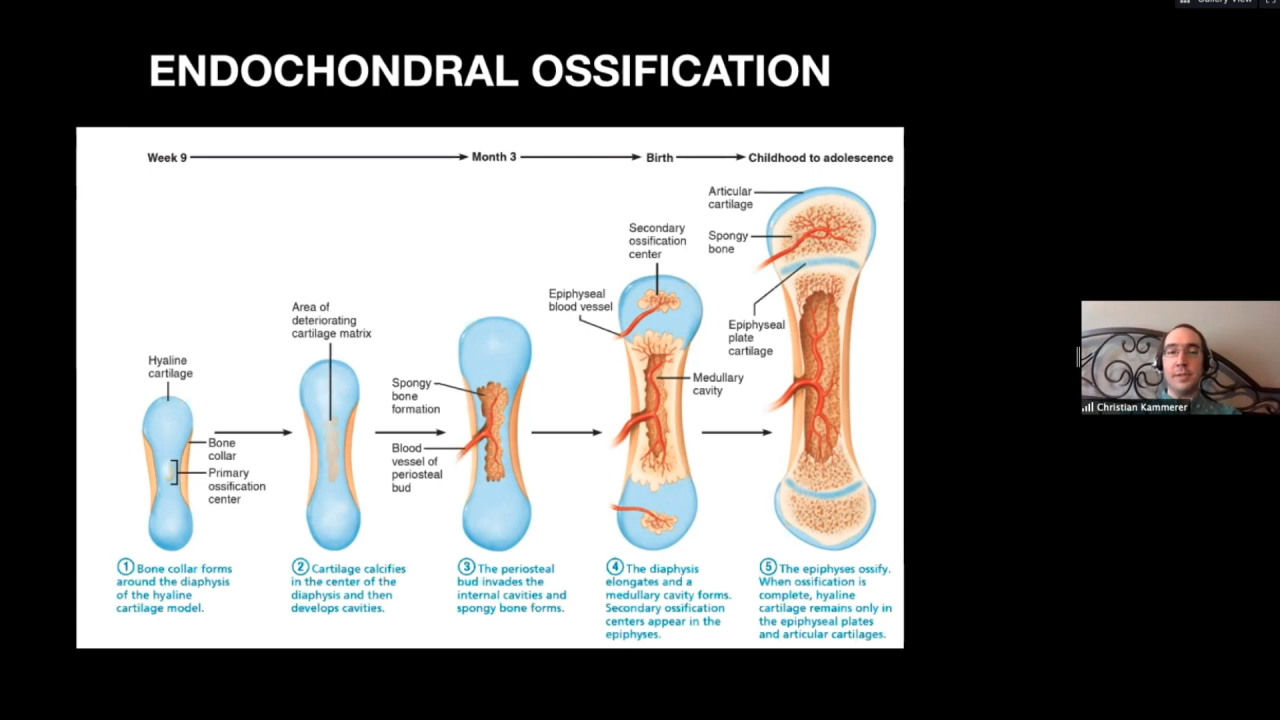 Gallery View
ENDOCHONDRAL OSSIFICATION
Week 9
Month 3
Birth
Childhood to adolescence
Articular
cartilage
Secondary
ossification
center
Spongy
bone
Epiphyseal
blood vessel
Area of
deteriorating
cartilage matrix
Epiphyseal
plate
cartilage
Hyaline
cartilage
Spongy
bone
formation
Medullary
cavity
Bone
collar
Blood
vessel of
periosteal
bud
Primary
ossification
center
1 Bone collar forms
around the diaphysis
of the hyaline
cartilage model.
2 Cartilage calcifies
in the center of the
diaphysis and then
develops cavities.
3 The periosteal
bud invades the
internal cavities and
spongy bone forms.
4 The diaphysis
elongates and a
medullary cavity forms.
Secondary ossification
centers appear in the
epiphyses.
5 The epiphyses ossify.
When ossification is
complete, hyaline
cartilage remains only in
the epiphyseal plates
and articular cartilages.
Christian Kammerer